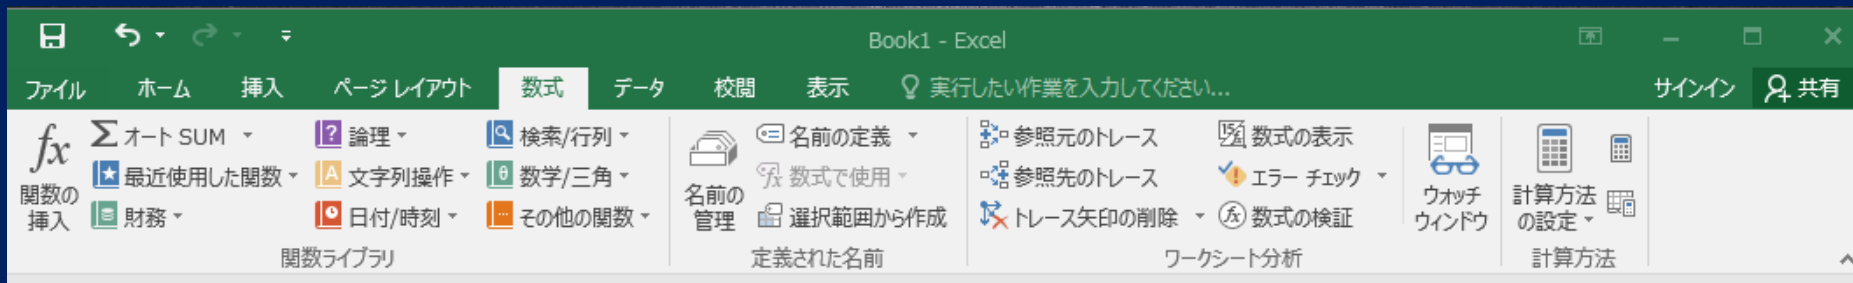 Book1 - Excel
ファイル ホーム 挿入 ページ レイアウト 数式 データ 校閲 表示 実行したい作業を入力してください... サインイン 共有
fx 関数の挿入
Σ オート SUM
最近使用した関数
財務
論理
文字列操作
日付/時刻
検索/行列
数学/三角
その他の関数
関数ライブラリ
名前の管理
名前の定義
数式で使用
選択範囲から作成
定義された名前
参照元のトレース
参照先のトレース
トレース矢印の削除
数式の表示
エラー チェック
数式の検証
ウォッチ
ウィンドウ
ワークシート分析
計算方法
の設定
計算方法